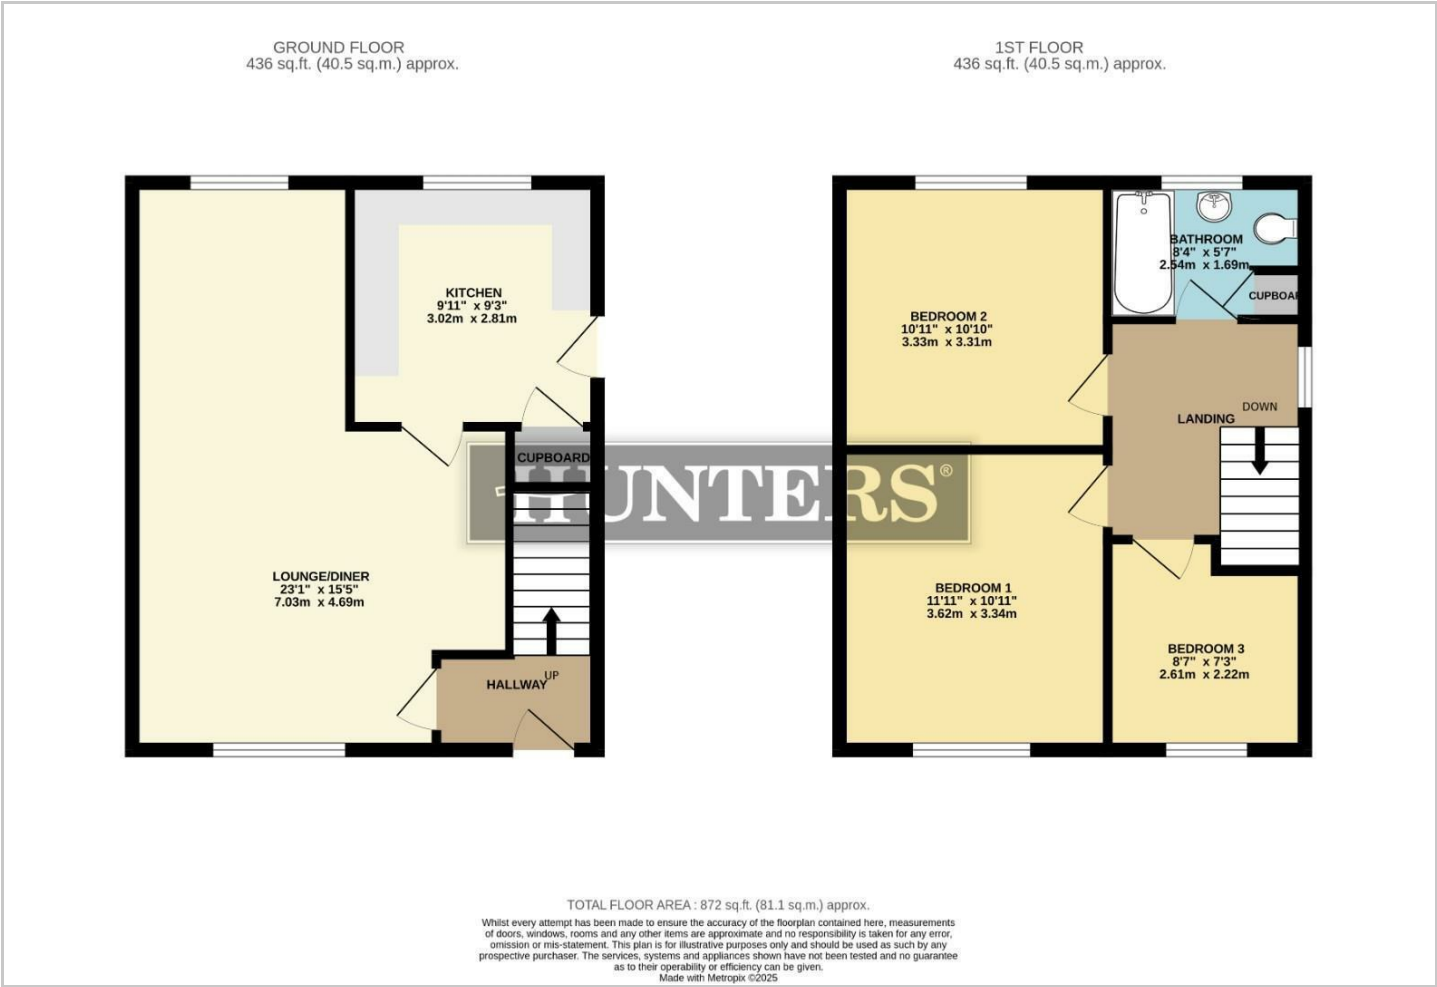 GROUND FLOOR
436 sq.ft. (40.5 sq.m.) approx.
1ST FLOOR
436 sq.ft. (40.5 sq.m.) approx.
KITCHEN
9'11" x 9'3"
3.02m x 2.81m
CUPBOARD
LOUNGE/DINER
23'1" x 15'5"
7.03m x 4.69m
HALLWAY
UP
HUNTERS®
BATHROOM
8'4" x 5'7"
2.54m x 1.69m
CUPBOAR
BEDROOM 2
10'11" x 10'10"
3.33m x 3.31m
DOWN
LANDING
BEDROOM 1
11'11" x 10'11"
3.62m x 3.34m
BEDROOM 3
8'7" x 7'3"
2.61m x 2.22m
TOTAL FLOOR AREA : 872 sq.ft. (81.1 sq.m.) approx.
Whilst every attempt has been made to ensure the accuracy of the floorplan contained here, measurements
of doors, windows, rooms and any other items are approximate and no responsibility is taken for any error,
omission or mis-statement. This plan is for illustrative purposes only and should be used as such by any
prospective purchaser. The services, systems and appliances shown have not been tested and no guarantee
as to their operability or efficiency can be given.
Made with Metropix ©2025